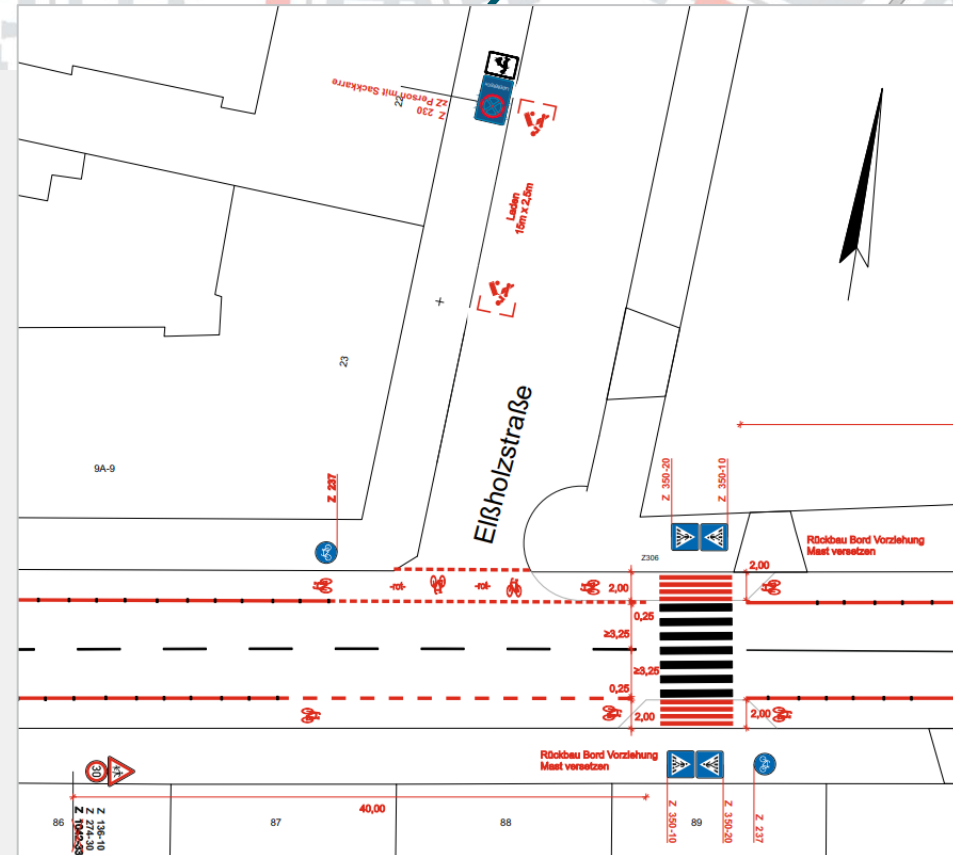 Z 230
zZ Person mit Sackkarre
22
Laden
15m x 2,5m
23
Elßholzstraße
9A-9
Z 237
Z 350-20
Z 350-10
Rückbau Bord Vorziehung
Mast versetzen
Z306
2,00
2,00
0,25
≥3,25
≥3,25
0,25
2,00
2,00
Rückbau Bord Vorziehung
Mast versetzen
30
40,00
86
87
88
89
Z 136-10
Z 274-30
Z 1042-33
Z 350-10
Z 350-20
Z 237